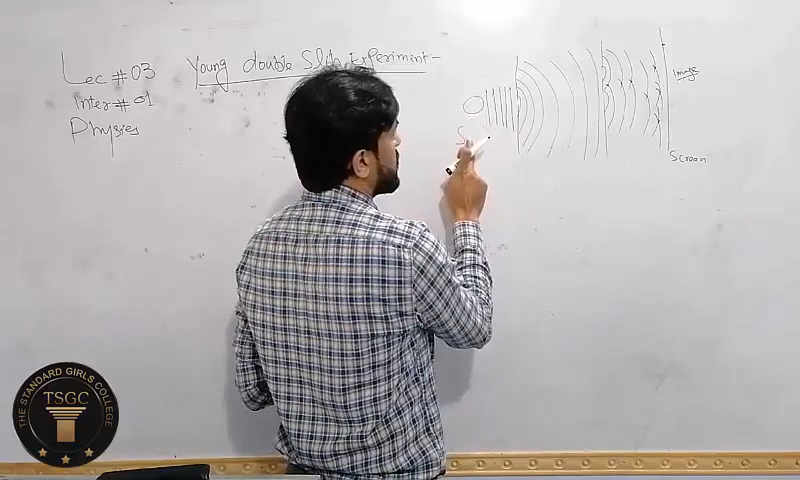 Lec # 03
Young double Slits Experiment
Inter # 01
Physics
S
Image
Screen
THE STANDARD GIRLS COLLEGE
TSGC